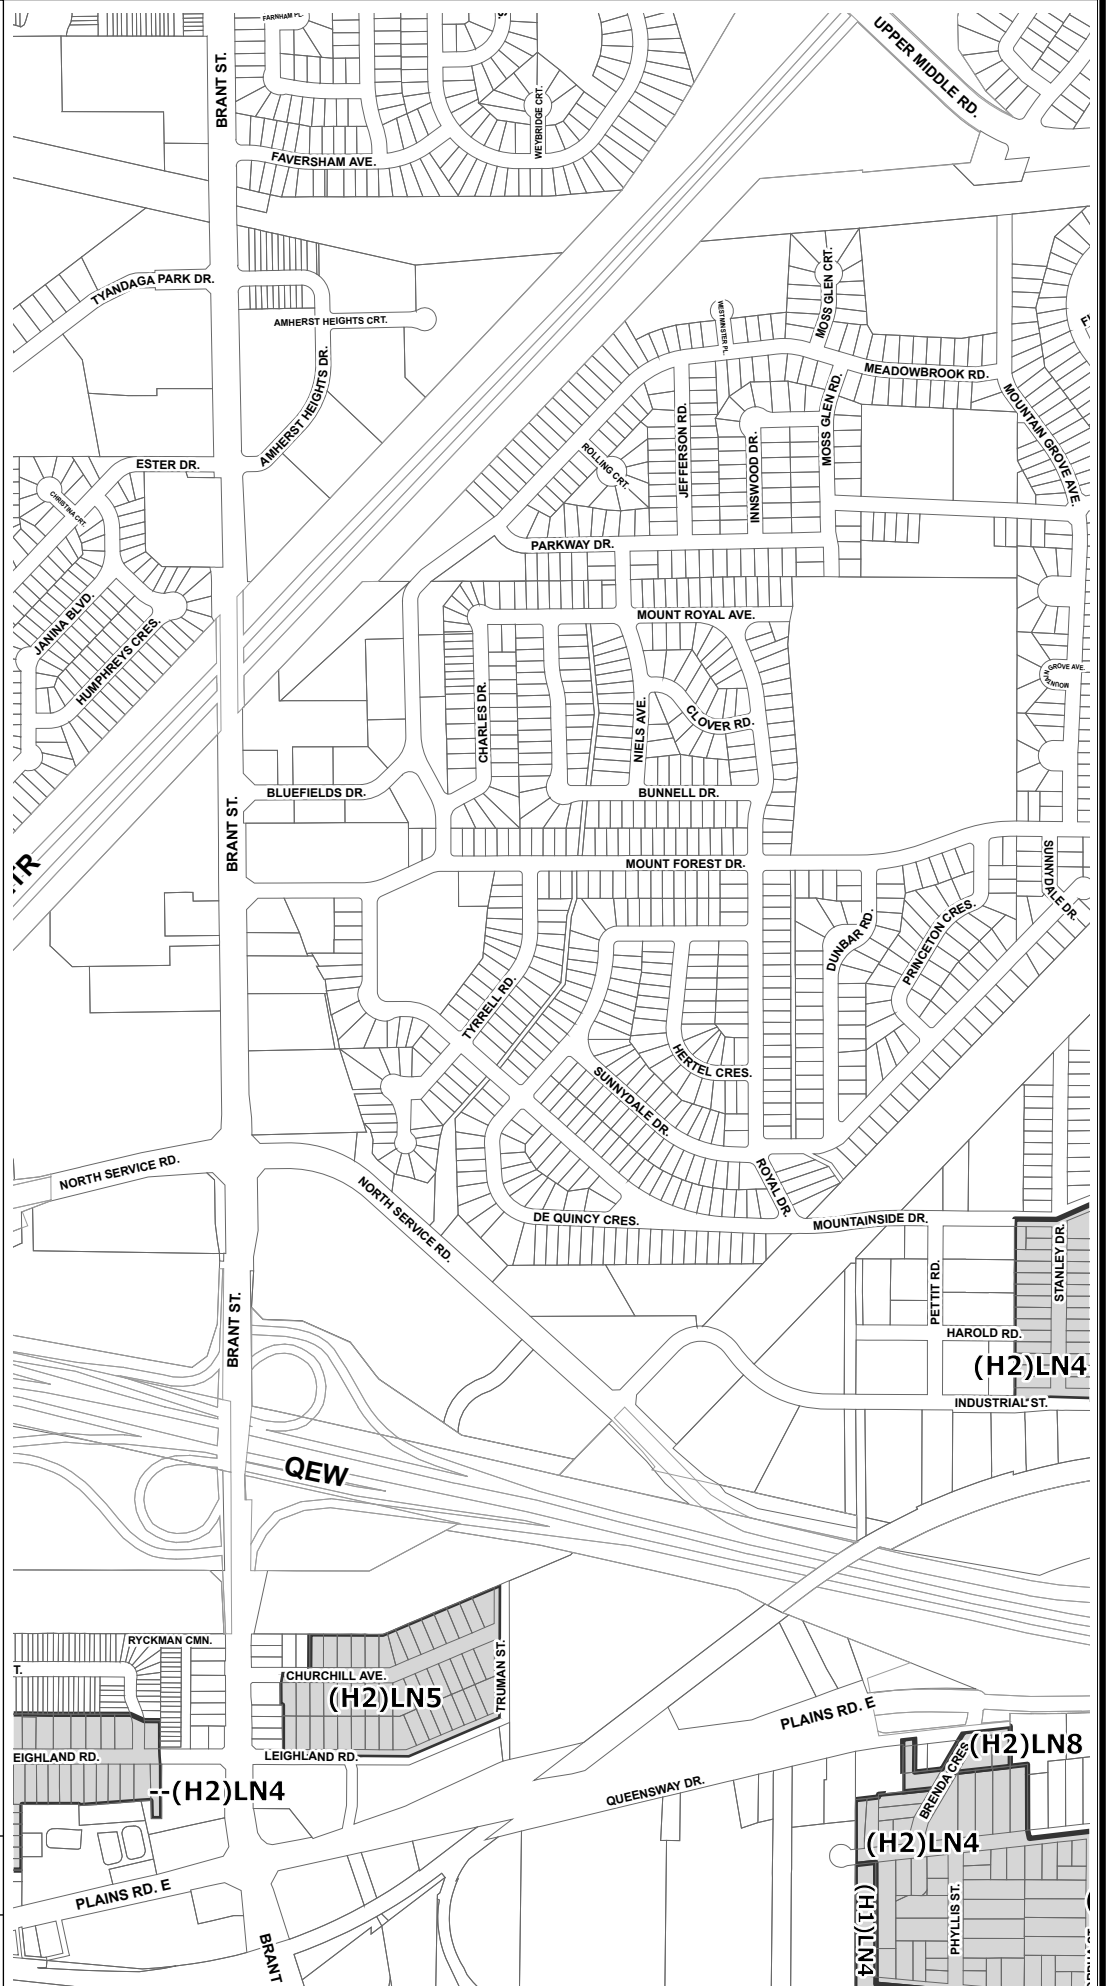 FARNHAM PL.
UPPER MIDDLE RD.
BRANT ST.
WEYBRIDGE CRT.
FAVERSHAM AVE.
TYANDAGA PARK DR.
MOSS GLEN CRT.
AMHERST HEIGHTS CRT.
WESTMINSTER PL.
AMHERST HEIGHTS DR.
MEADOWBROOK RD.
MOUNTAIN GROVE AVE.
MOSS GLEN RD.
JEFFERSON RD.
INNSWOOD DR.
ROLLING CRT.
ESTER DR.
CHRISTINA CRT.
PARKWAY DR.
JANINA BLVD.
HUMPHREYS CRES.
MOUNT ROYAL AVE.
MOUNTAIN GROVE AVE.
CHARLES DR.
NIELS AVE.
CLOVER RD.
BLUEFIELDS DR.
BUNNELL DR.
BRANT ST.
MOUNT FOREST DR.
SUNNYDALE DR.
TR
DUNBAR RD.
PRINCETON CRES.
TYRRELL RD.
HERTEL CRES.
SUNNYDALE DR.
NORTH SERVICE RD.
NORTH SERVICE RD.
ROYAL DR.
DE QUINCY CRES.
MOUNTAINSIDE DR.
STANLEY DR.
PETTIT RD.
BRANT ST.
HAROLD RD.
(H2)LN4
INDUSTRIAL ST.
QEW
RYCKMAN CMN.
T.
CHURCHILL AVE.
TRUMAN ST.
(H2)LN5
PLAINS RD. E
EIGHLAND RD.
LEIGHLAND RD.
(H2)LN8
--(H2)LN4
QUEENSWAY DR.
BRENDA CRES.
(H2)LN4
PLAINS RD. E
(H1)LN4
PHYLLIS ST.
BRANT